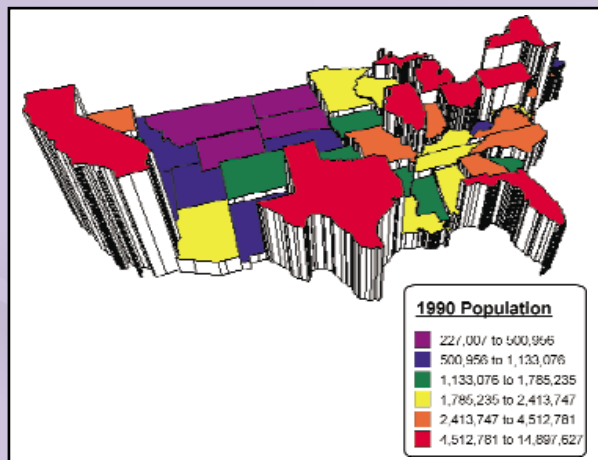 1990 Population
227,007 to 500,956
500,956 to 1,133,076
1,133,076 to 1,785,235
1,785,235 to 2,413,747
2,413,747 to 4,512,781
4,512,781 to 14,897,627